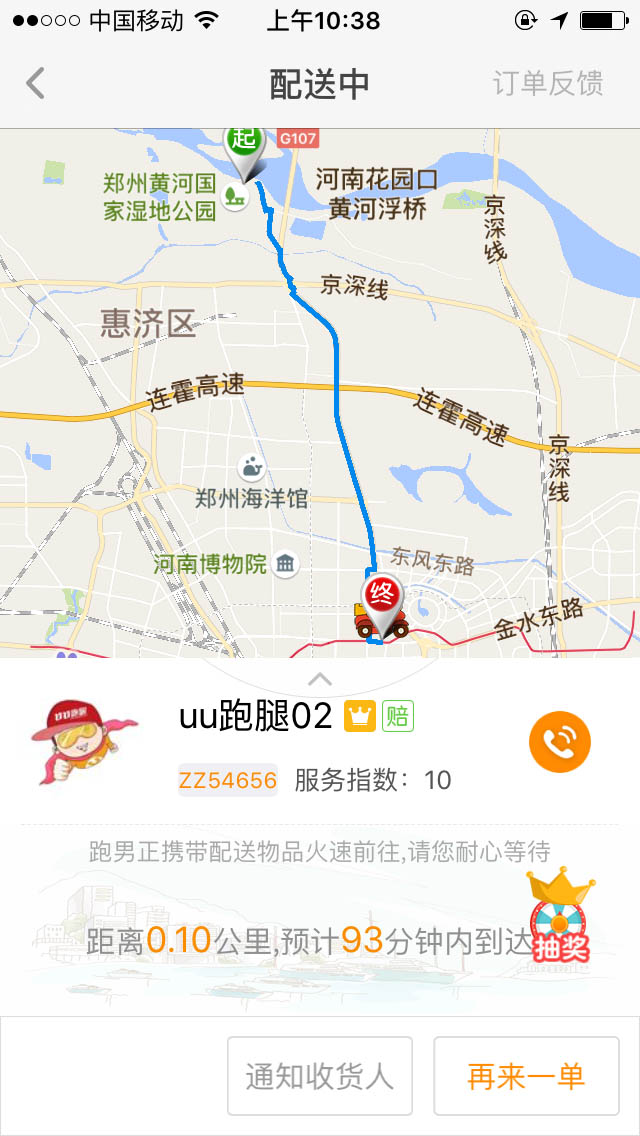 中国移动 上午10:38
配送中 订单反馈
起 G107
郑州黄河国
家湿地公园
河南花园口
黄河浮桥
京深线
京深线
惠济区
连霍高速
连霍高速
京深线
郑州海洋馆
河南博物院
东风东路
终
金水东路
uu跑腿02 赔
ZZ54656 服务指数：10
跑男正携带配送物品火速前往,请您耐心等待
距离0.10公里,预计93分钟内到达
抽奖
通知收货人 再来一单